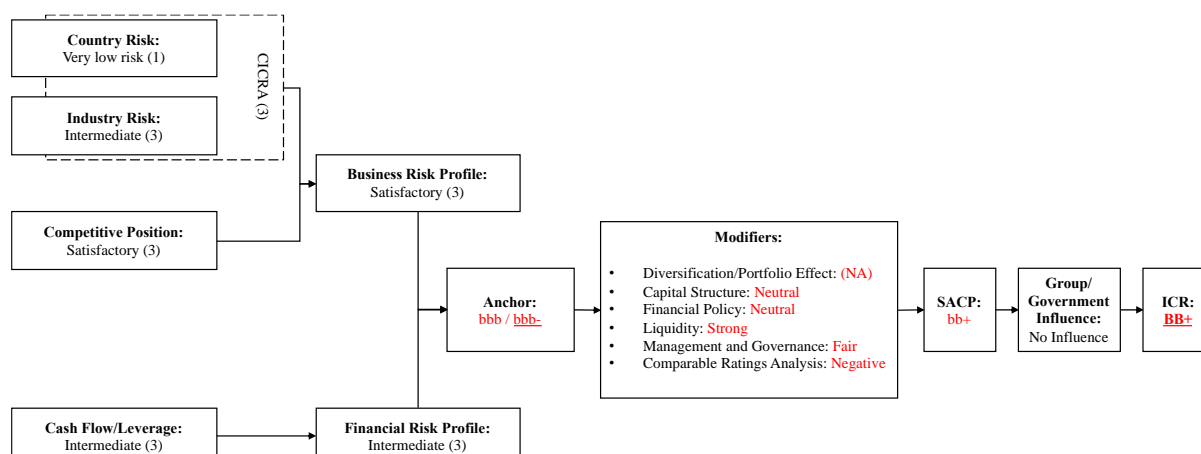 Country Risk:
Very low risk (1)
CICRA (3)
Industry Risk:
Intermediate (3)
Business Risk Profile:
Satisfactory (3)
Competitive Position:
Satisfactory (3)
Modifiers:
• Diversification/Portfolio Effect: (NA)
• Capital Structure: Neutral
• Financial Policy: Neutral
• Liquidity: Strong
• Management and Governance: Fair
• Comparable Ratings Analysis: Negative
Anchor:
bbb / bbb-
SACP:
bb+
Group/
Government
Influence:
No Influence
ICR:
BB+
Cash Flow/Leverage:
Intermediate (3)
Financial Risk Profile:
Intermediate (3)